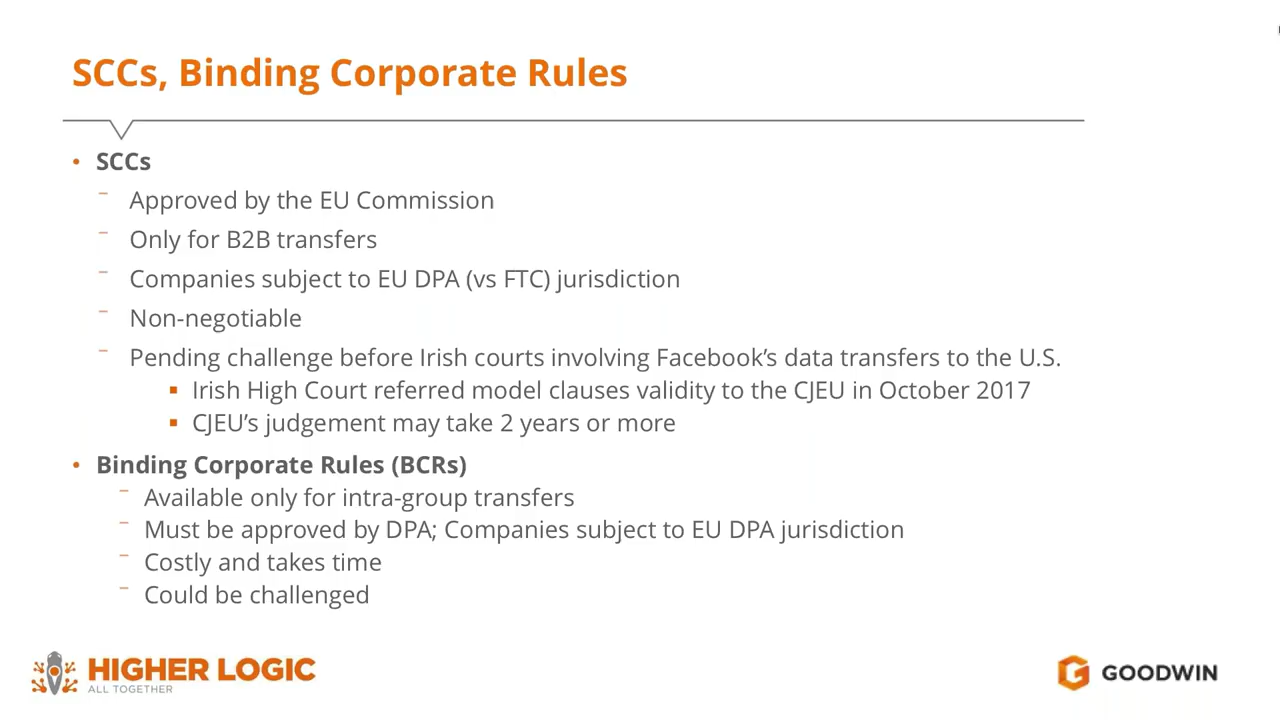 SCCs, Binding Corporate Rules
• SCCs
– Approved by the EU Commission
– Only for B2B transfers
– Companies subject to EU DPA (vs FTC) jurisdiction
– Non-negotiable
– Pending challenge before Irish courts involving Facebook’s data transfers to the U.S.
▪ Irish High Court referred model clauses validity to the CJEU in October 2017
▪ CJEU’s judgement may take 2 years or more
• Binding Corporate Rules (BCRs)
– Available only for intra-group transfers
– Must be approved by DPA; Companies subject to EU DPA jurisdiction
– Costly and takes time
– Could be challenged
HIGHER LOGIC
ALL TOGETHER
GOODWIN